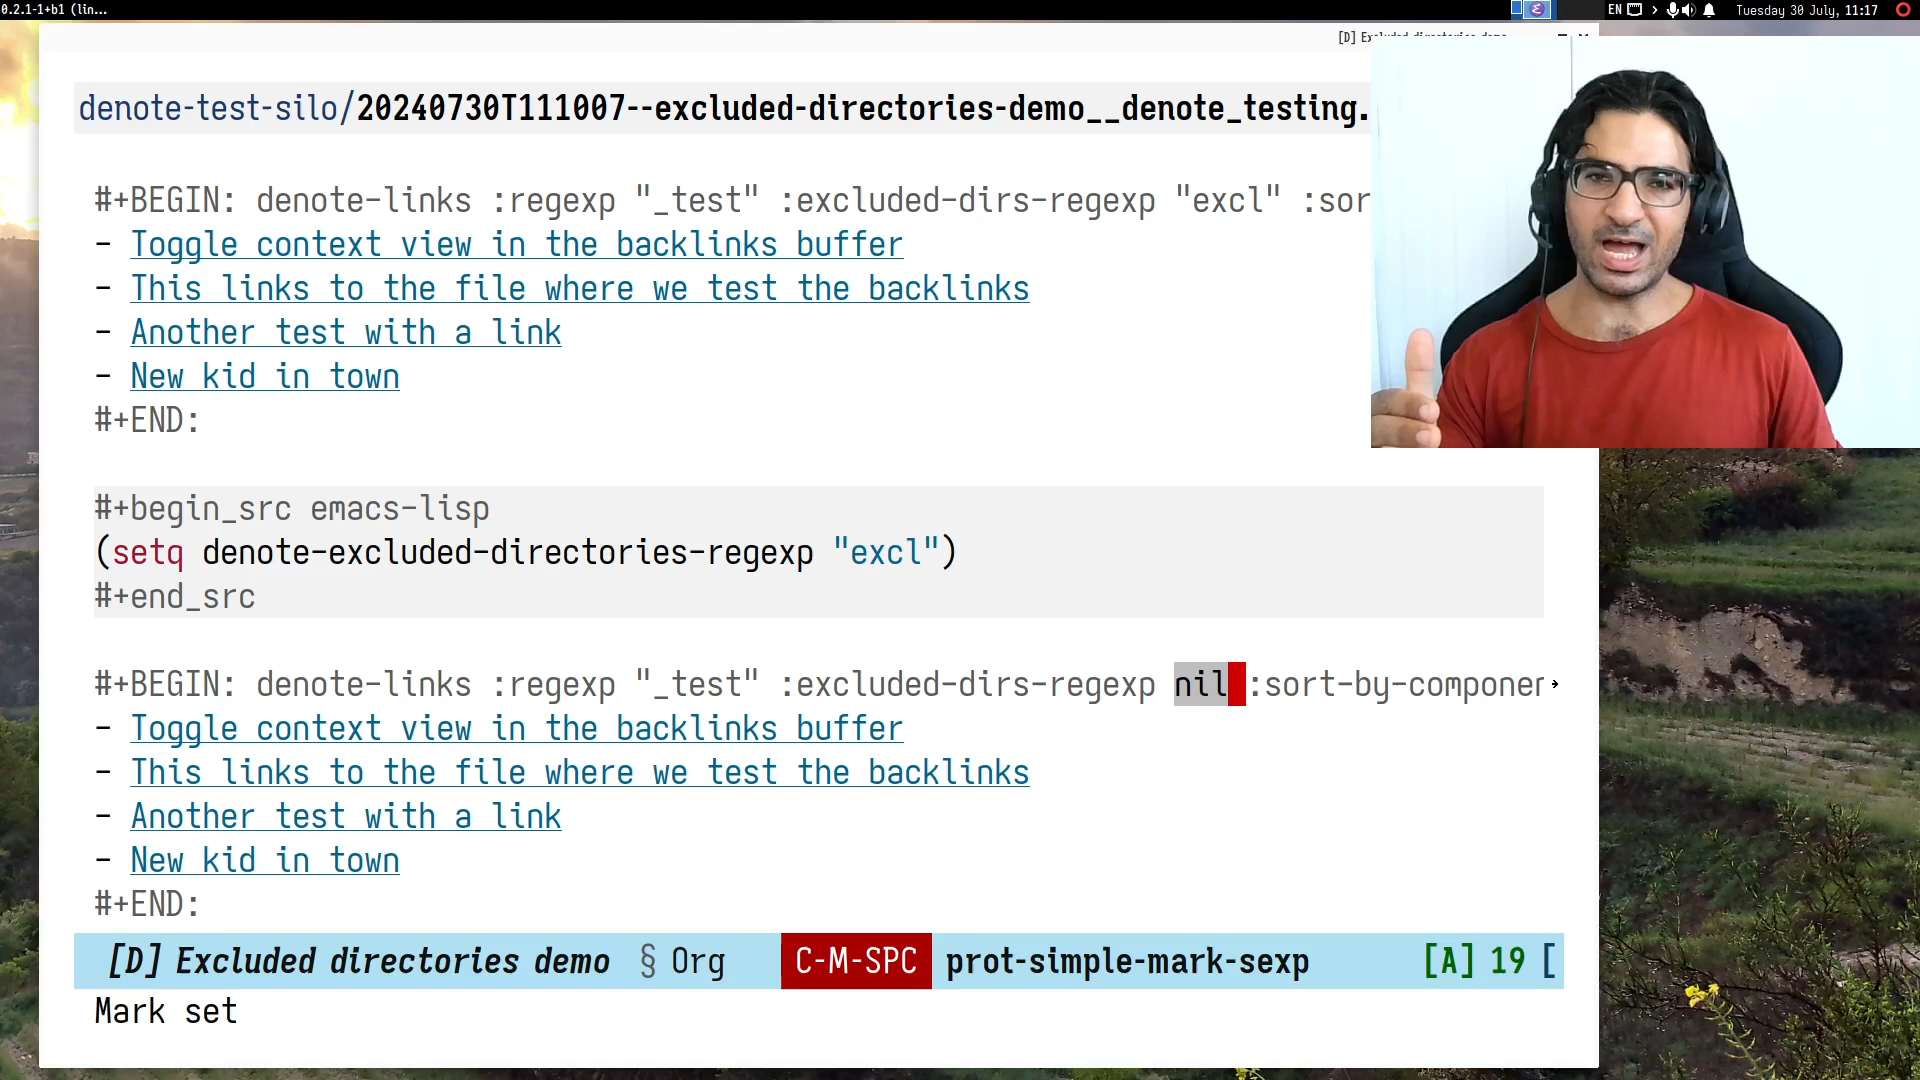 0.2.1-1+b1 (lin...
EN
Tuesday 30 July, 11:17
denote-test-silo/20240730T111007--excluded-directories-demo__denote_testing.
#+BEGIN: denote-links :regexp "_test" :excluded-dirs-regexp "excl" :sor
- Toggle context view in the backlinks buffer
- This links to the file where we test the backlinks
- Another test with a link
- New kid in town
#+END:
#+begin_src emacs-lisp
(setq denote-excluded-directories-regexp "excl")
#+end_src
#+BEGIN: denote-links :regexp "_test" :excluded-dirs-regexp nil :sort-by-componen
- Toggle context view in the backlinks buffer
- This links to the file where we test the backlinks
- Another test with a link
- New kid in town
#+END:
[D] Excluded directories demo § Org C-M-SPC prot-simple-mark-sexp [A] 19 [
Mark set